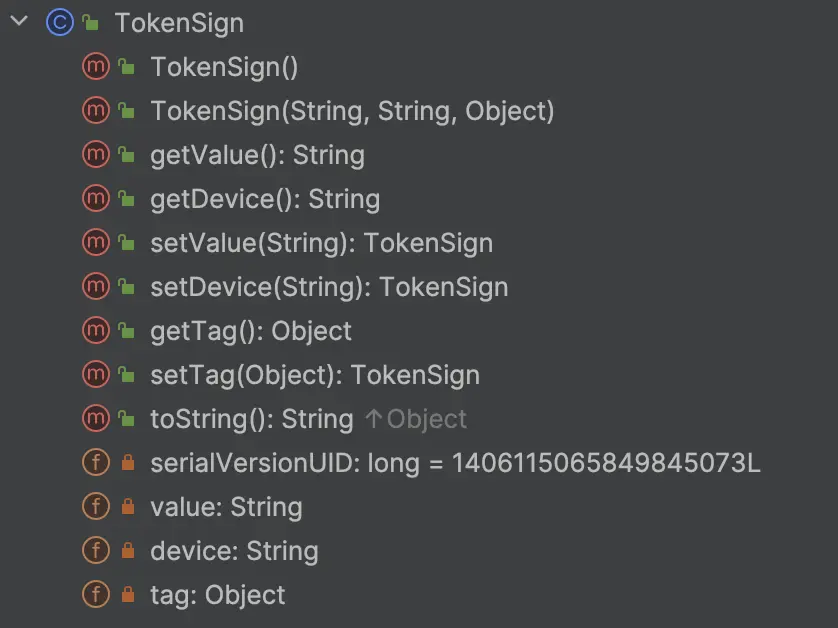 TokenSign
TokenSign()
TokenSign(String, String, Object)
getValue(): String
getDevice(): String
setValue(String): TokenSign
setDevice(String): TokenSign
getTag(): Object
setTag(Object): TokenSign
toString(): String ↑Object
serialVersionUID: long = 1406115065849845073L
value: String
device: String
tag: Object